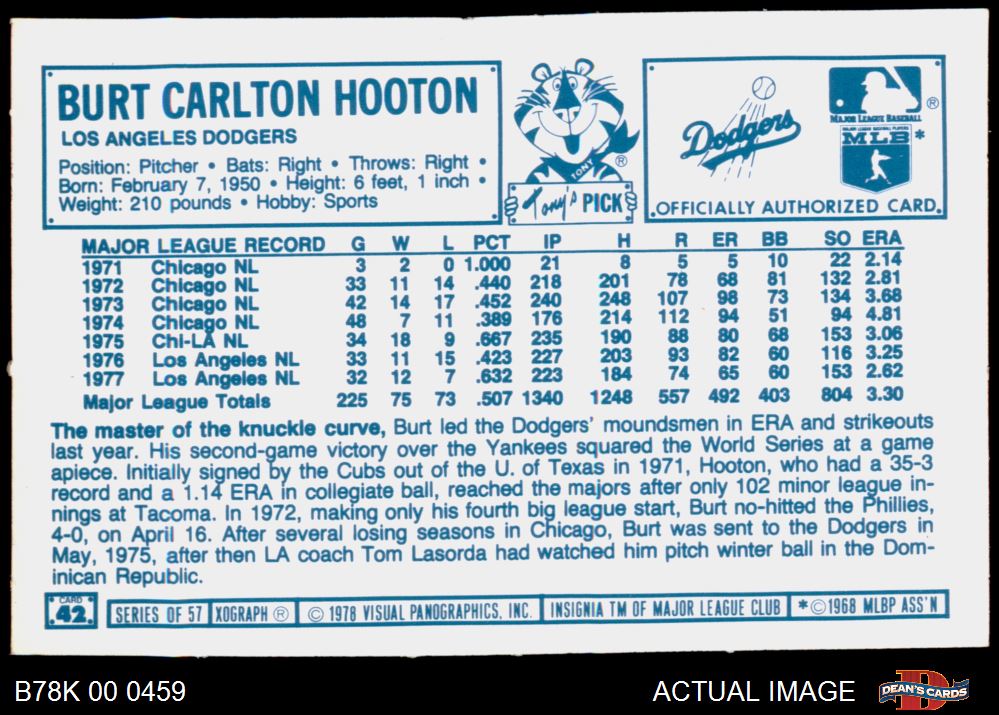 BURT CARLTON HOOTON
LOS ANGELES DODGERS
Position: Pitcher • Bats: Right • Throws: Right •
Born: February 7, 1950 • Height: 6 feet, 1 inch •
Weight: 210 pounds • Hobby: Sports
TONY
®
Tony's PICK
Dodgers
®
MAJOR LEAGUE BASEBALL
MAJOR LEAGUE BASEBALL PLAYERS
MLB *
OFFICIALLY AUTHORIZED CARD
MAJOR LEAGUE RECORD G W L PCT IP H R ER BB SO ERA
1971 Chicago NL 3 2 0 1.000 21 8 5 5 10 22 2.14
1972 Chicago NL 33 11 14 .440 218 201 78 68 81 132 2.81
1973 Chicago NL 42 14 17 .452 240 248 107 98 73 134 3.68
1974 Chicago NL 48 7 11 .389 176 214 112 94 51 94 4.81
1975 Chi-LA NL 34 18 9 .667 235 190 88 80 68 153 3.06
1976 Los Angeles NL 33 11 15 .423 227 203 93 82 60 116 3.25
1977 Los Angeles NL 32 12 7 .632 223 184 74 65 60 153 2.62
Major League Totals 225 75 73 .507 1340 1248 557 492 403 804 3.30
The master of the knuckle curve, Burt led the Dodgers' moundsmen in ERA and strikeouts
last year. His second-game victory over the Yankees squared the World Series at a game
apiece. Initially signed by the Cubs out of the U. of Texas in 1971, Hooton, who had a 35-3
record and a 1.14 ERA in collegiate ball, reached the majors after only 102 minor league in-
nings at Tacoma. In 1972, making only his fourth big league start, Burt no-hitted the Phillies,
4-0, on April 16. After several losing seasons in Chicago, Burt was sent to the Dodgers in
May, 1975, after then LA coach Tom Lasorda had watched him pitch winter ball in the Dom-
inican Republic.
CARD
42
SERIES OF 57 XOGRAPH ® © 1978 VISUAL PANOGRAPHICS, INC. INSIGNIA TM OF MAJOR LEAGUE CLUB *©1968 MLBP ASS'N
B78K 00 0459
ACTUAL IMAGE
DEAN'S CARDS